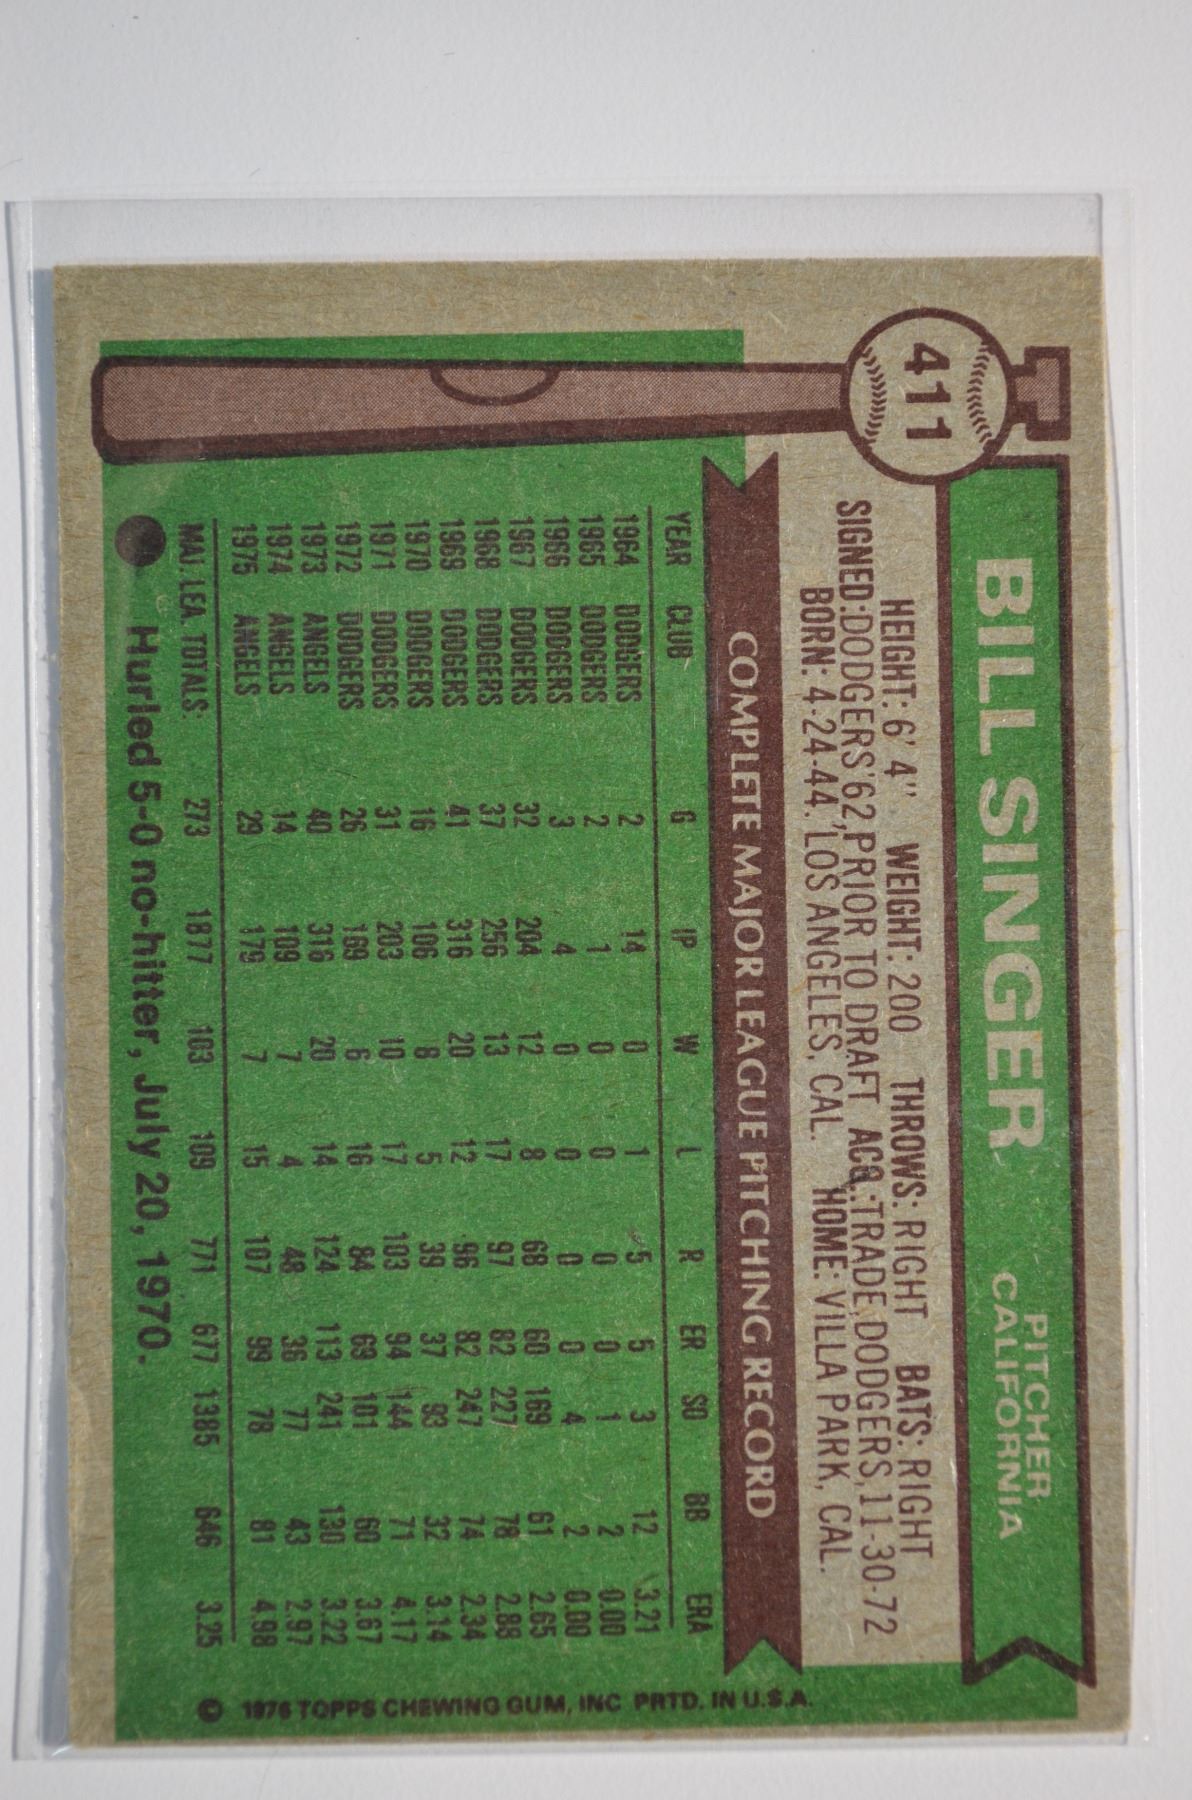 411
BILL SINGER
PITCHER
CALIFORNIA
HEIGHT: 6' 4" WEIGHT: 200 THROWS: RIGHT BATS: RIGHT
SIGNED: DODGERS '62, PRIOR TO DRAFT ACQ.: TRADE, DODGERS, 11-30-72
BORN: 4-24-44, LOS ANGELES, CAL. HOME: VILLA PARK, CAL.
COMPLETE MAJOR LEAGUE PITCHING RECORD
YEAR CLUB G IP W L R ER SO BB ERA
1964 DODGERS 2 14 0 1 5 5 3 12 3.21
1965 DODGERS 2 1 0 0 0 0 1 2 0.00
1966 DODGERS 3 4 0 0 0 0 4 2 0.00
1967 DODGERS 32 204 12 8 68 60 169 61 2.65
1968 DODGERS 37 256 13 17 97 82 227 78 2.88
1969 DODGERS 41 316 20 12 96 82 247 74 2.34
1970 DODGERS 16 106 8 5 39 37 93 32 3.14
1971 DODGERS 31 203 10 17 103 94 144 71 4.17
1972 DODGERS 26 169 6 16 84 69 101 60 3.67
1973 ANGELS 40 316 20 14 124 113 241 130 3.22
1974 ANGELS 14 109 7 4 48 36 77 43 2.97
1975 ANGELS 29 179 7 15 107 99 78 81 4.98
MAJ. LEA. TOTALS 273 1877 103 109 771 677 1385 646 3.25
Hurled 5-0 no-hitter, July 20, 1970.
© 1976 TOPPS CHEWING GUM, INC PRTD. IN U.S.A.